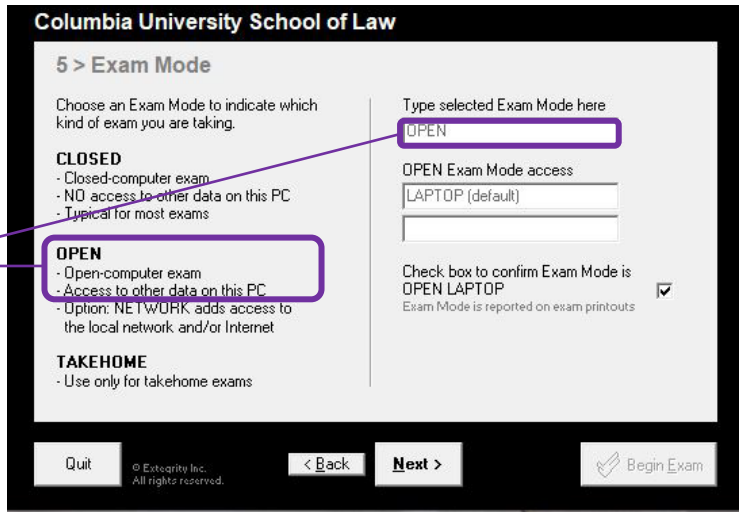 Columbia University School of Law
5 > Exam Mode
Choose an Exam Mode to indicate which
kind of exam you are taking.
CLOSED
- Closed-computer exam
- NO access to other data on this PC
- Typical for most exams
OPEN
- Open-computer exam
- Access to other data on this PC
- Option: NETWORK adds access to
the local network and/or Internet
TAKEHOME
- Use only for takehome exams
Type selected Exam Mode here
OPEN
OPEN Exam Mode access
LAPTOP (default)
Check box to confirm Exam Mode is
OPEN LAPTOP
Exam Mode is reported on exam printouts
Quit
© Extegrity Inc.
All rights reserved.
< Back
Next >
Begin Exam